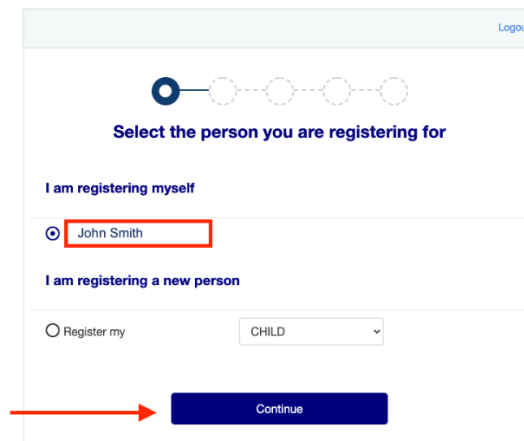 Logou
Select the person you are registering for
I am registering myself
John Smith
I am registering a new person
Register my CHILD
Continue